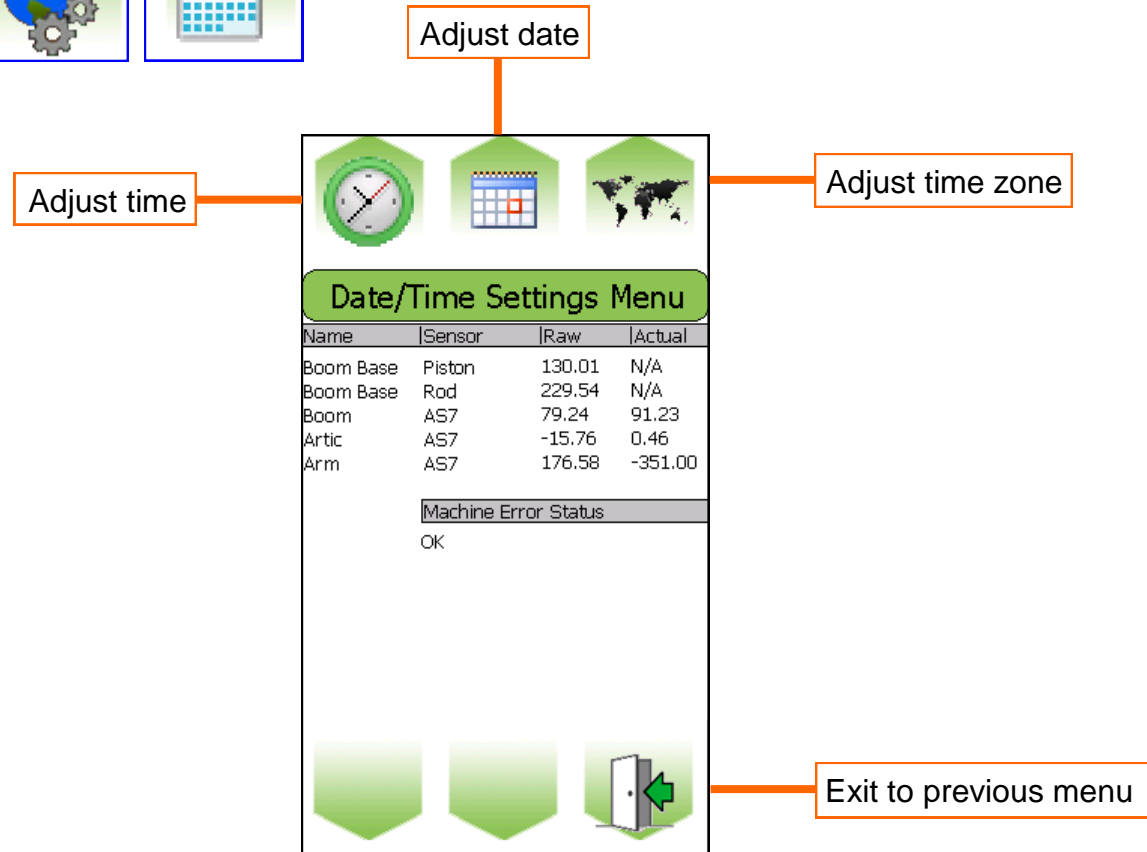 Adjust date
Adjust time
Adjust time zone
Date/Time Settings Menu
Name |Sensor |Raw |Actual
Boom Base Piston 130.01 N/A
Boom Base Rod 229.54 N/A
Boom AS7 79.24 91.23
Artic AS7 -15.76 0.46
Arm AS7 176.58 -351.00
Machine Error Status
OK
Exit to previous menu